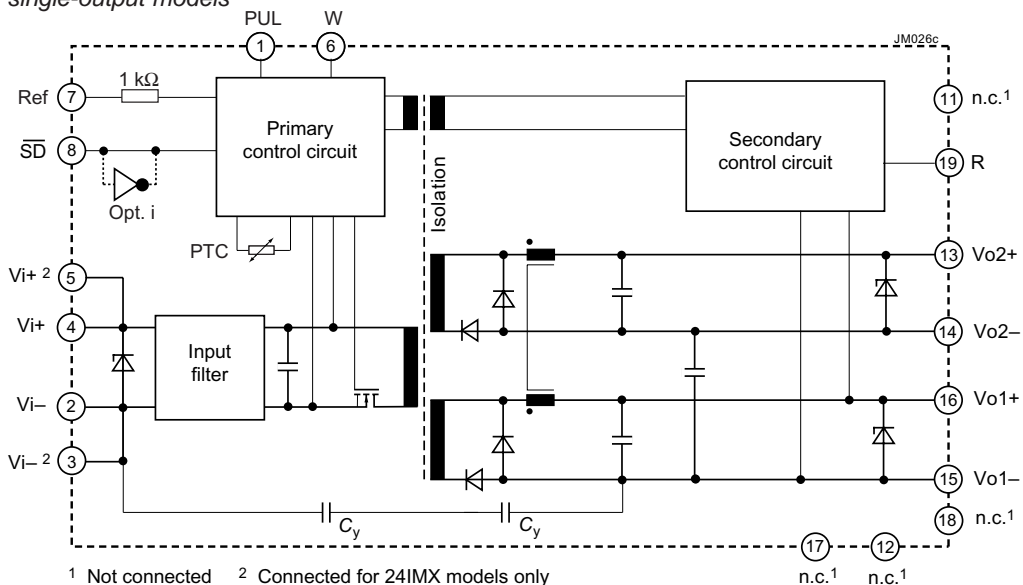 single-output models
PUL
W
JM026c
1
6
Ref
7
1 kΩ
11
n.c.1
Primary
control circuit
Secondary
control circuit
SD
8
19
R
Isolation
Opt. i
PTC
Vi+ 2
5
13
Vo2+
Vi+
4
14
Vo2–
Input
filter
Vi–
2
16
Vo1+
Vi– 2
3
15
Vo1–
Cy
Cy
18
n.c.1
17
12
n.c.1
n.c.1
1 Not connected 2 Connected for 24IMX models only